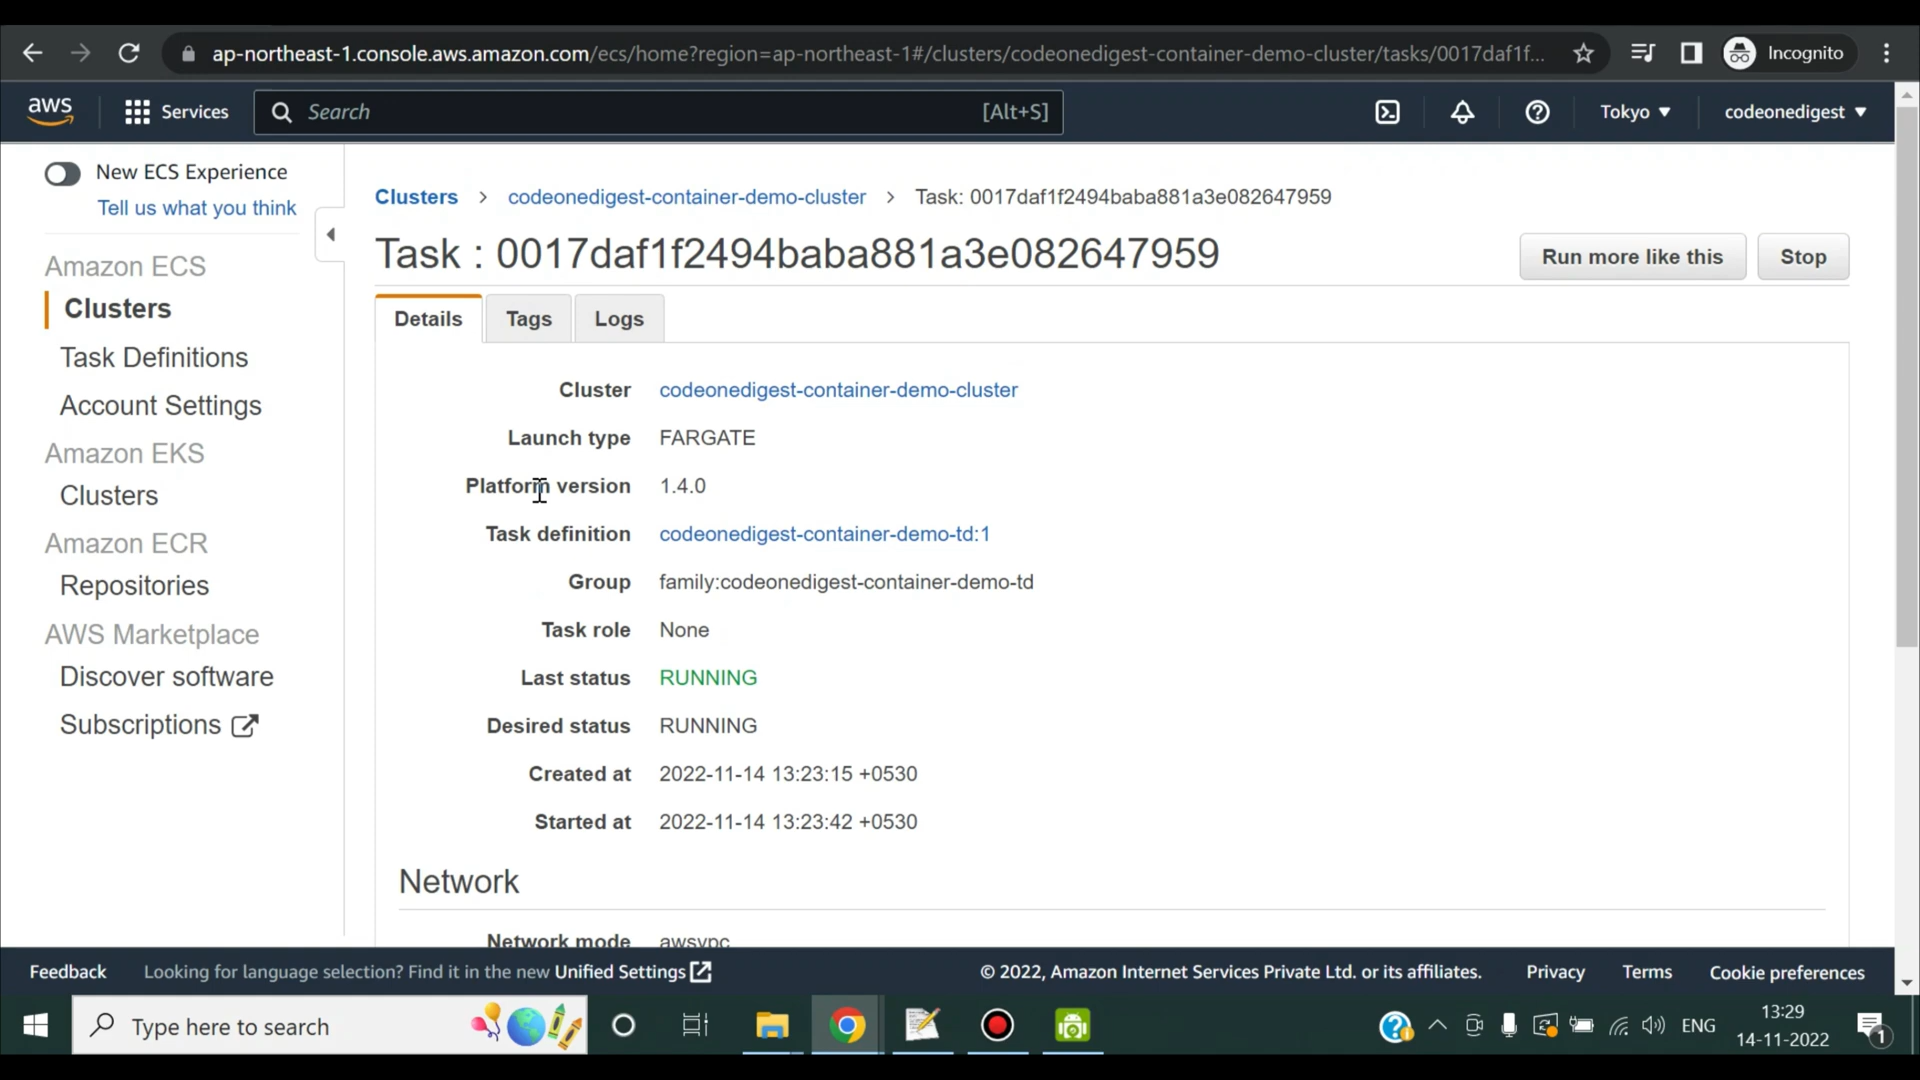 ap-northeast-1.console.aws.amazon.com/ecs/home?region=ap-northeast-1#/clusters/codeonedigest-container-demo-cluster/tasks/0017daf1f...
Incognito
aws
Services
Search
[Alt+S]
Tokyo
codeonedigest
New ECS Experience
Tell us what you think
Amazon ECS
Clusters
Task Definitions
Account Settings
Amazon EKS
Clusters
Amazon ECR
Repositories
AWS Marketplace
Discover software
Subscriptions
Clusters > codeonedigest-container-demo-cluster > Task: 0017daf1f2494baba881a3e082647959
Task : 0017daf1f2494baba881a3e082647959
Run more like this
Stop
Details
Tags
Logs
Cluster codeonedigest-container-demo-cluster
Launch type FARGATE
Platform version 1.4.0
Task definition codeonedigest-container-demo-td:1
Group family:codeonedigest-container-demo-td
Task role None
Last status RUNNING
Desired status RUNNING
Created at 2022-11-14 13:23:15 +0530
Started at 2022-11-14 13:23:42 +0530
Network
Network mode awsvpc
Feedback
Looking for language selection? Find it in the new Unified Settings
© 2022, Amazon Internet Services Private Ltd. or its affiliates.
Privacy
Terms
Cookie preferences
Type here to search
ENG
13:29
14-11-2022
1